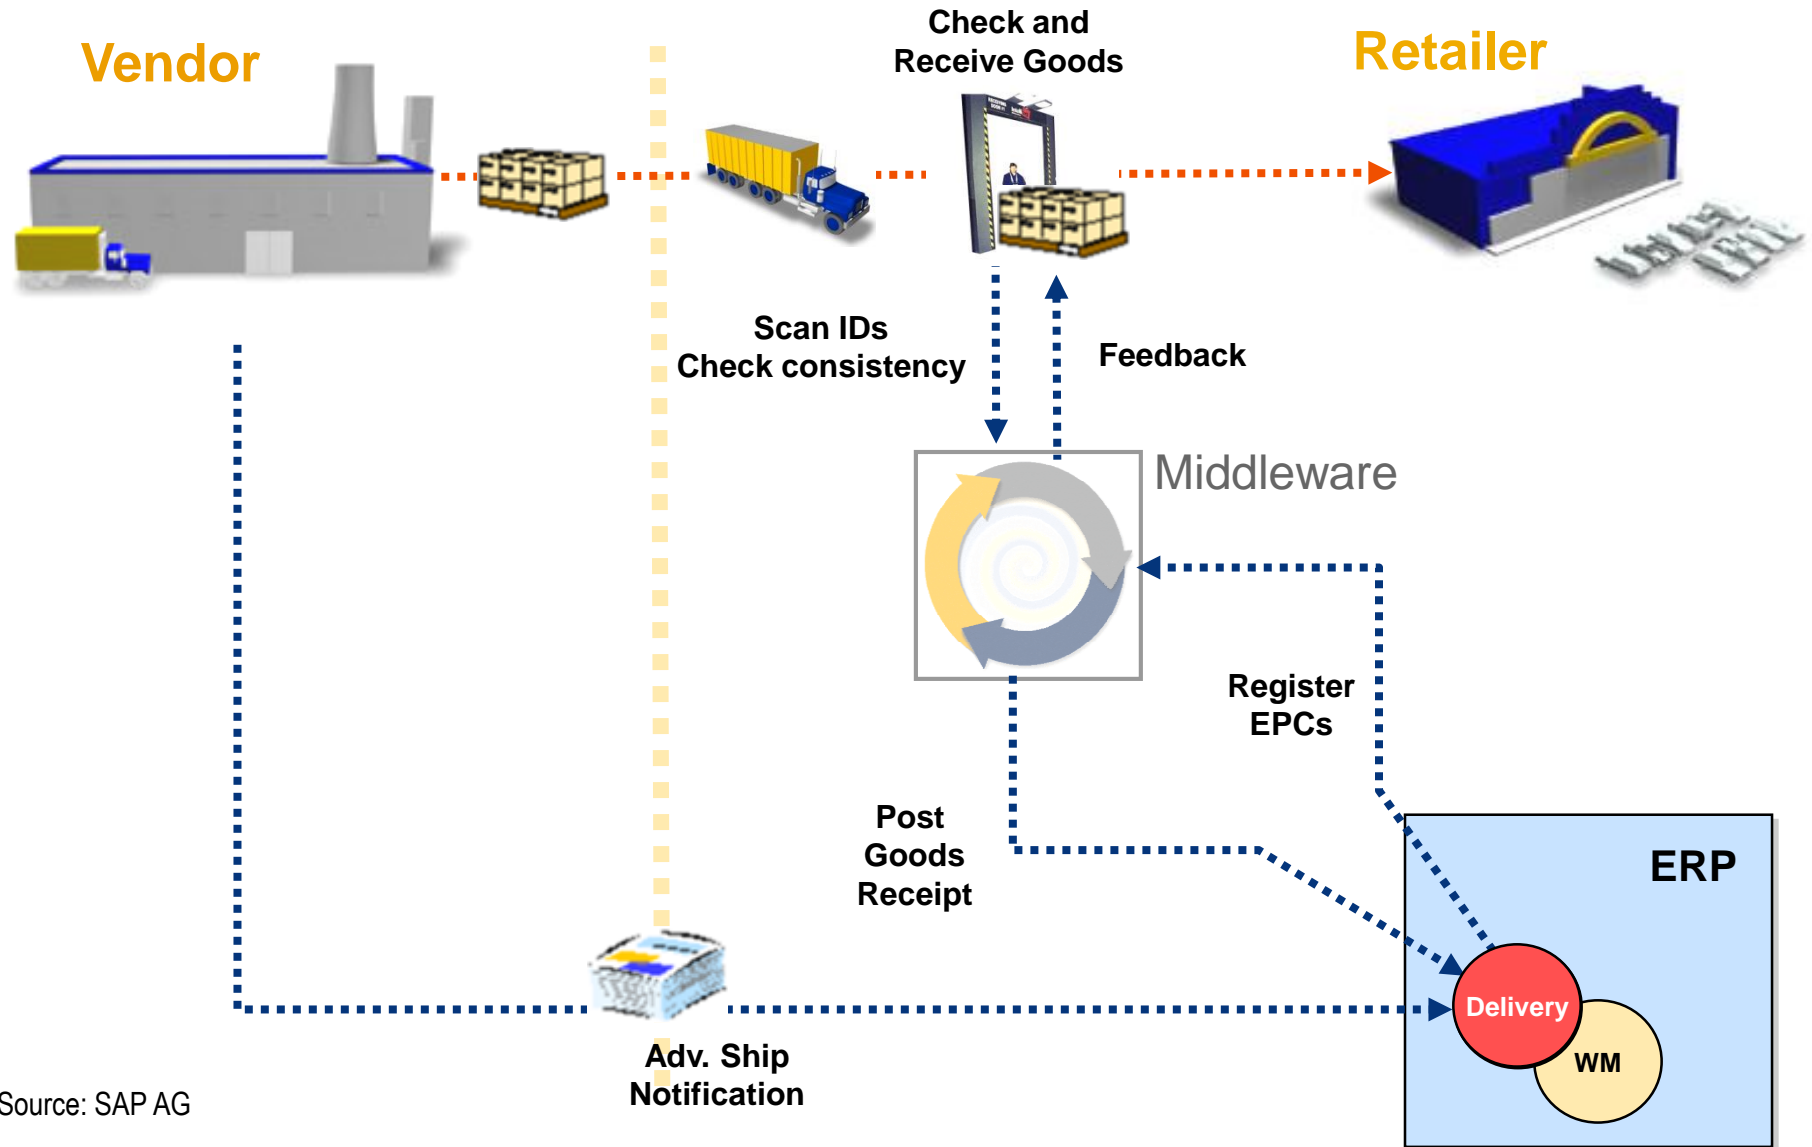 Check and
Receive Goods
Vendor
Retailer
Scan IDs
Check consistency
Feedback
Middleware
Register
EPCs
Post
Goods
Receipt
ERP
Delivery
WM
Adv. Ship
Notification
Source: SAP AG